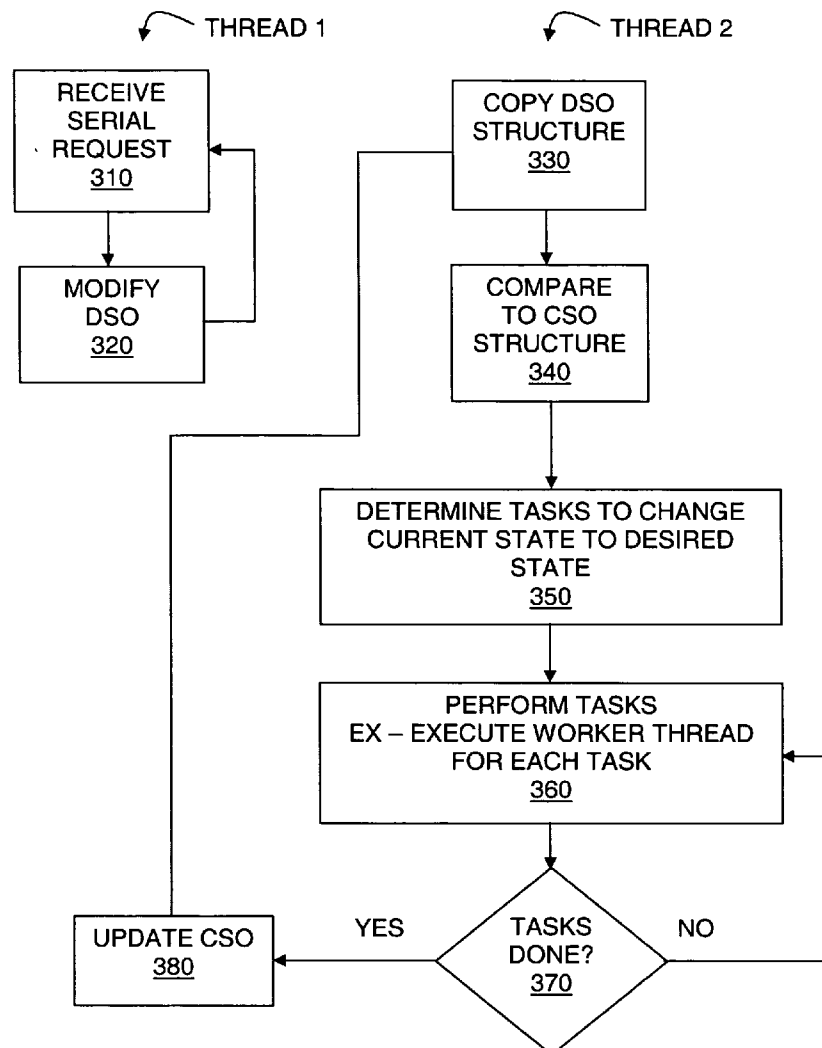 THREAD 1
RECEIVE
SERIAL
REQUEST
310
MODIFY
DSO
320
THREAD 2
COPY DSO
STRUCTURE
330
COMPARE
TO CSO
STRUCTURE
340
DETERMINE TASKS TO CHANGE
CURRENT STATE TO DESIRED
STATE
350
PERFORM TASKS
EX – EXECUTE WORKER THREAD
FOR EACH TASK
360
TASKS
DONE?
370
YES
NO
UPDATE CSO
380